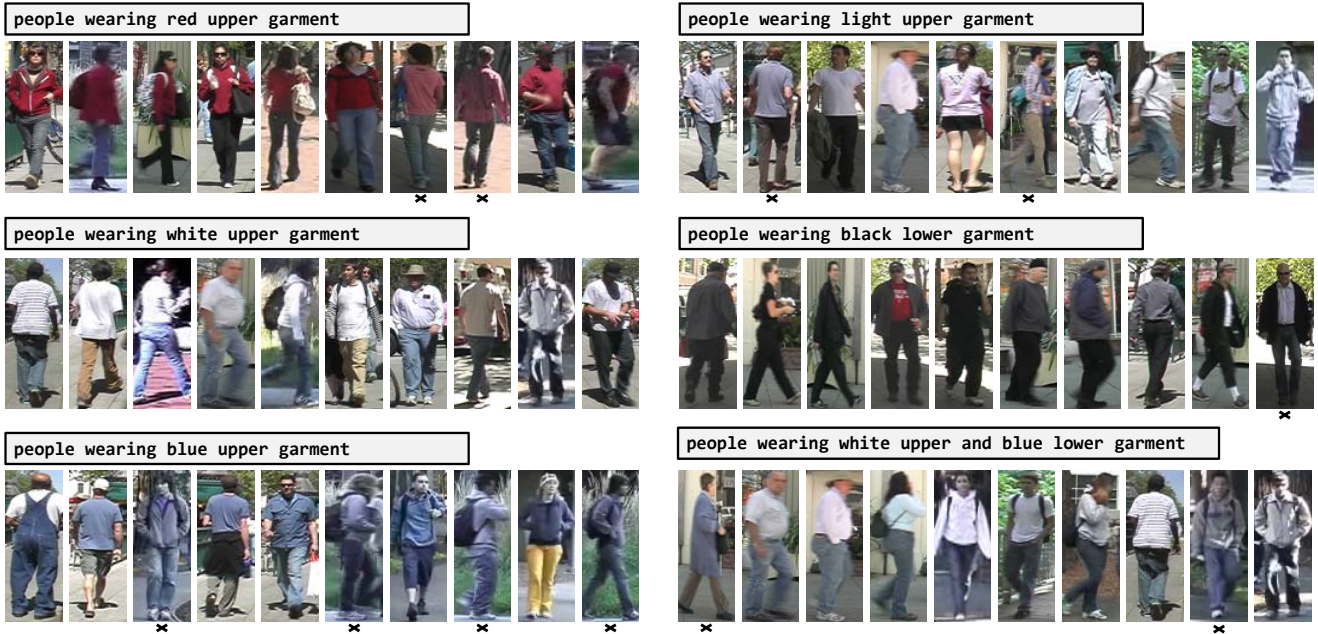 people wearing red upper garment
people wearing light upper garment
people wearing white upper garment
people wearing black lower garment
people wearing blue upper garment
people wearing white upper and blue lower garment